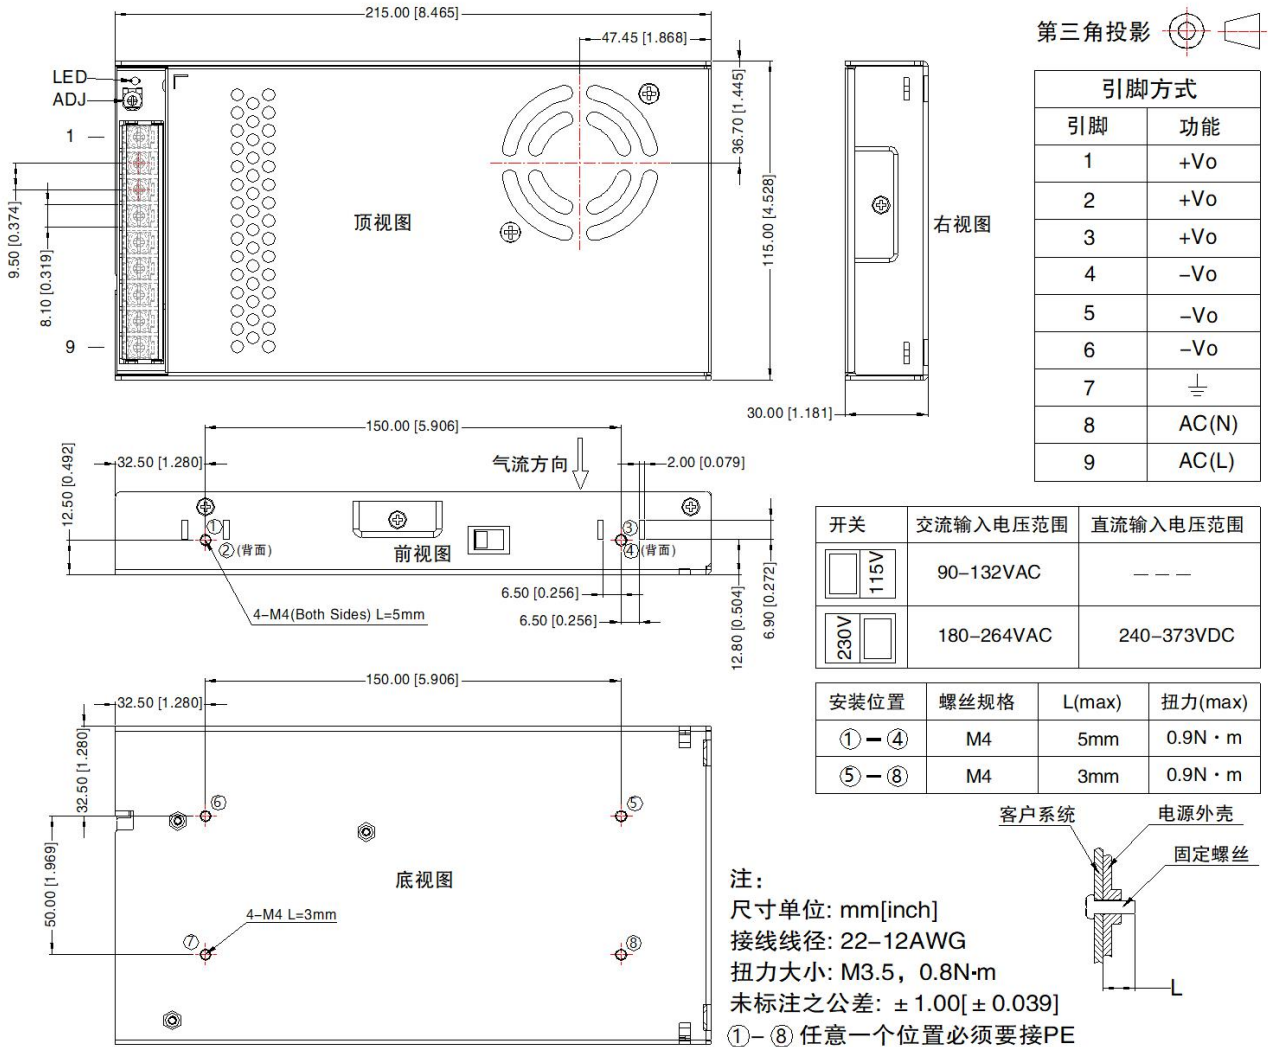 215.00 [8.465]
47.45 [1.868]
第三角投影
LED
ADJ
1
9
9.50 [0.374]
8.10 [0.319]
顶视图
36.70 [1.445]
115.00 [4.528]
右视图
30.00 [1.181]
引脚方式
引脚 功能
1 +Vo
2 +Vo
3 +Vo
4 –Vo
5 –Vo
6 –Vo
7 ⏚
8 AC(N)
9 AC(L)
150.00 [5.906]
32.50 [1.280]
气流方向
2.00 [0.079]
12.50 [0.492]
①
②(背面)
前视图
③
④(背面)
6.50 [0.256]
6.50 [0.256]
4–M4(Both Sides) L=5mm
12.80 [0.504]
6.90 [0.272]
开关 交流输入电压范围 直流输入电压范围
115V 90–132VAC – – –
230V 180–264VAC 240–373VDC
安装位置 螺丝规格 L(max) 扭力(max)
①–④ M4 5mm 0.9N·m
⑤–⑧ M4 3mm 0.9N·m
150.00 [5.906]
32.50 [1.280]
32.50 [1.280]
50.00 [1.969]
⑥
⑤
底视图
4–M4 L=3mm
⑦
⑧
客户系统
电源外壳
固定螺丝
L
注：
尺寸单位: mm[inch]
接线线径: 22–12AWG
扭力大小: M3.5， 0.8N·m
未标注之公差: ±1.00[±0.039]
①–⑧ 任意一个位置必须要接PE